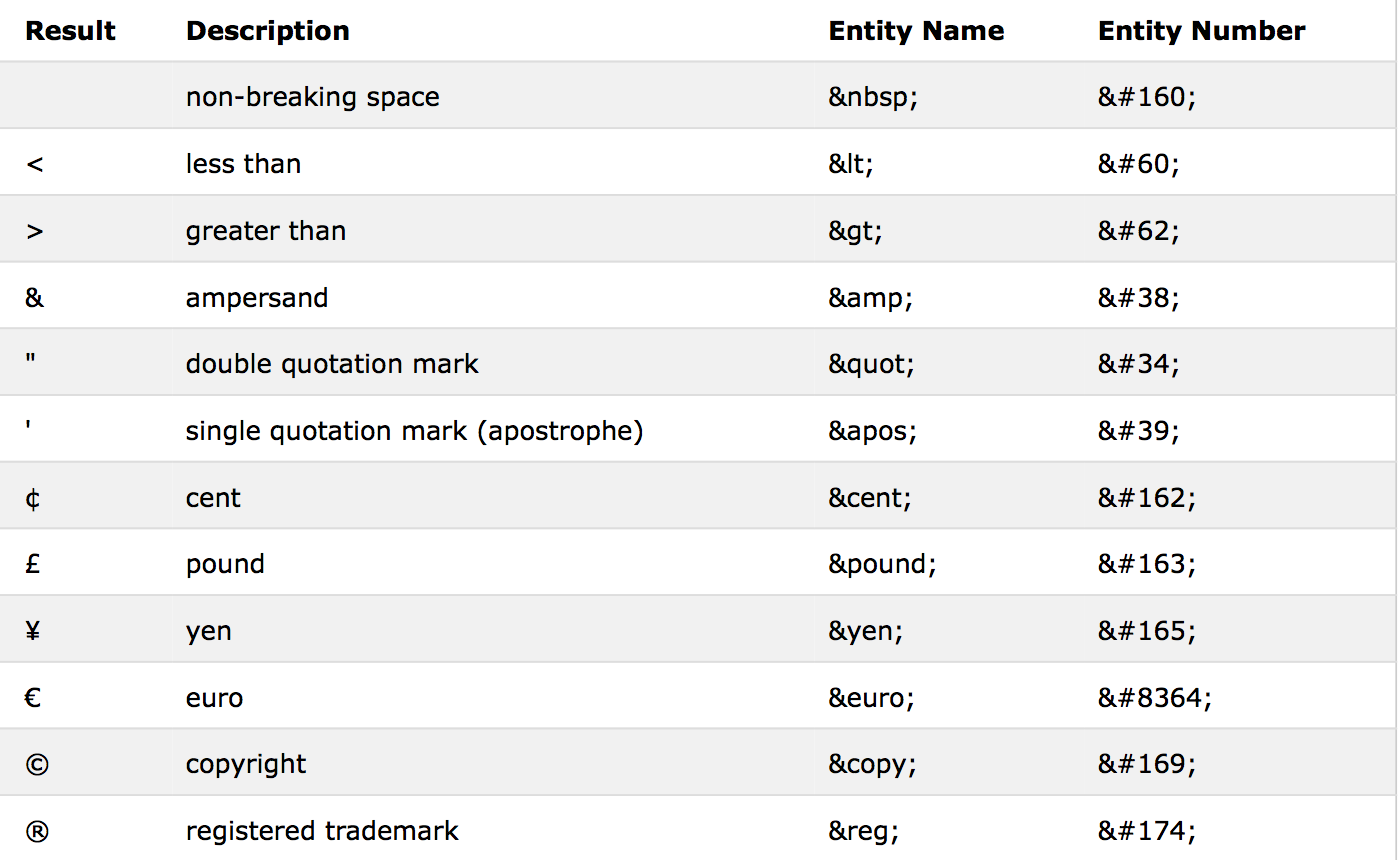 Result Description Entity Name Entity Number
non-breaking space &nbsp; &#160;
< less than &lt; &#60;
> greater than &gt; &#62;
& ampersand &amp; &#38;
" double quotation mark &quot; &#34;
' single quotation mark (apostrophe) &apos; &#39;
¢ cent &cent; &#162;
£ pound &pound; &#163;
¥ yen &yen; &#165;
€ euro &euro; &#8364;
© copyright &copy; &#169;
® registered trademark &reg; &#174;